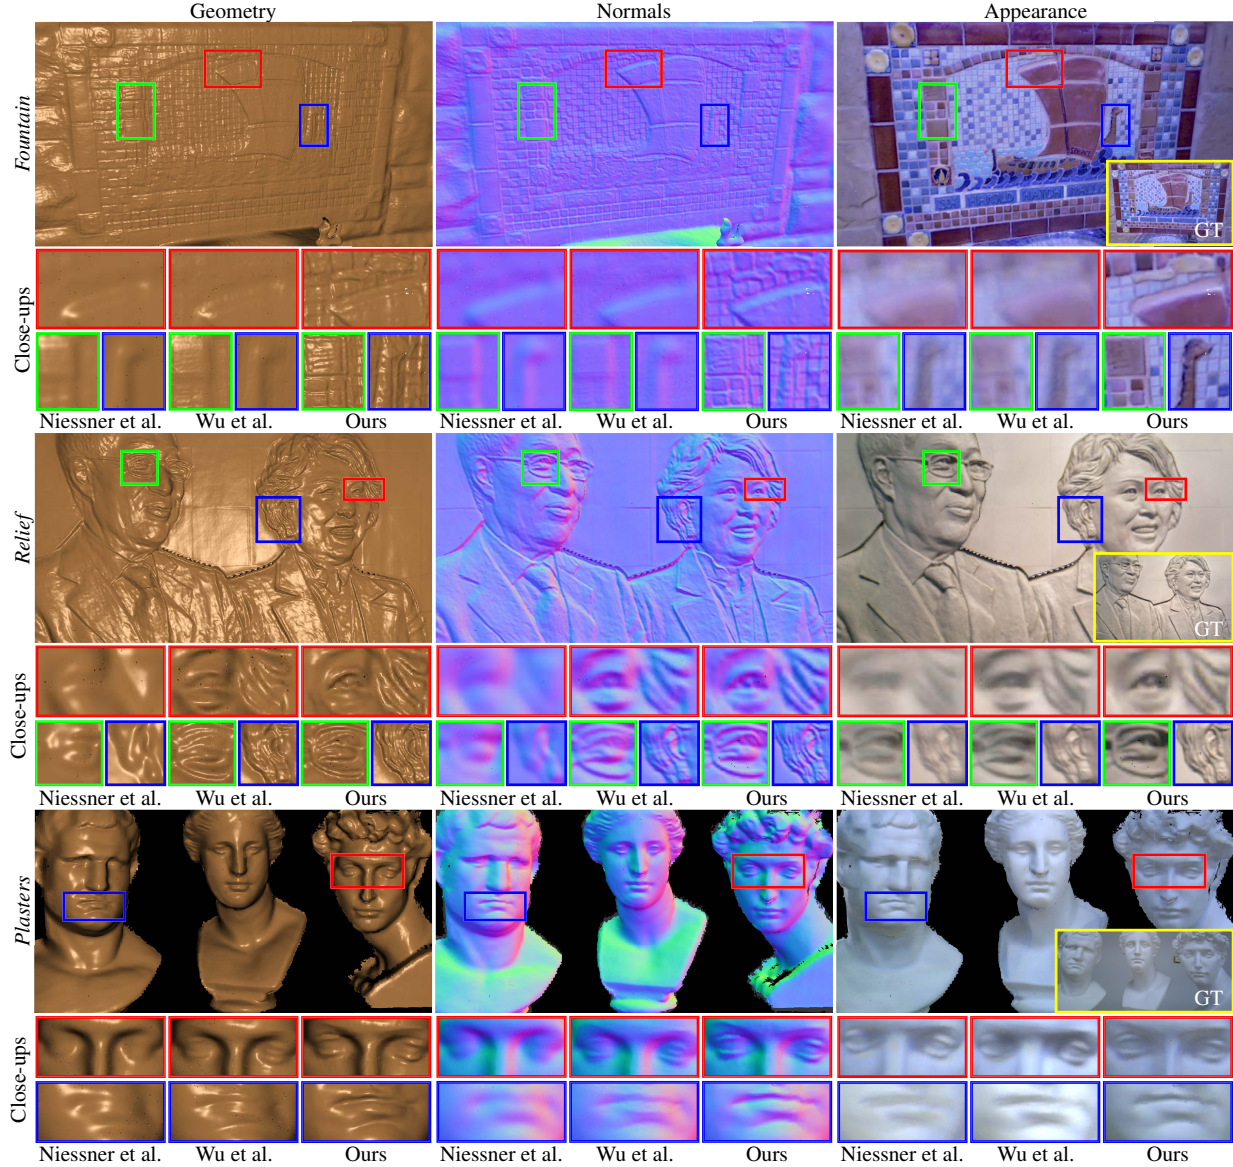 Geometry Normals Appearance
Fountain
GT
Close-ups
Niessner et al. Wu et al. Ours Niessner et al. Wu et al. Ours Niessner et al. Wu et al. Ours
Relief
GT
Close-ups
Niessner et al. Wu et al. Ours Niessner et al. Wu et al. Ours Niessner et al. Wu et al. Ours
Plasters
GT
Close-ups
Niessner et al. Wu et al. Ours Niessner et al. Wu et al. Ours Niessner et al. Wu et al. Ours